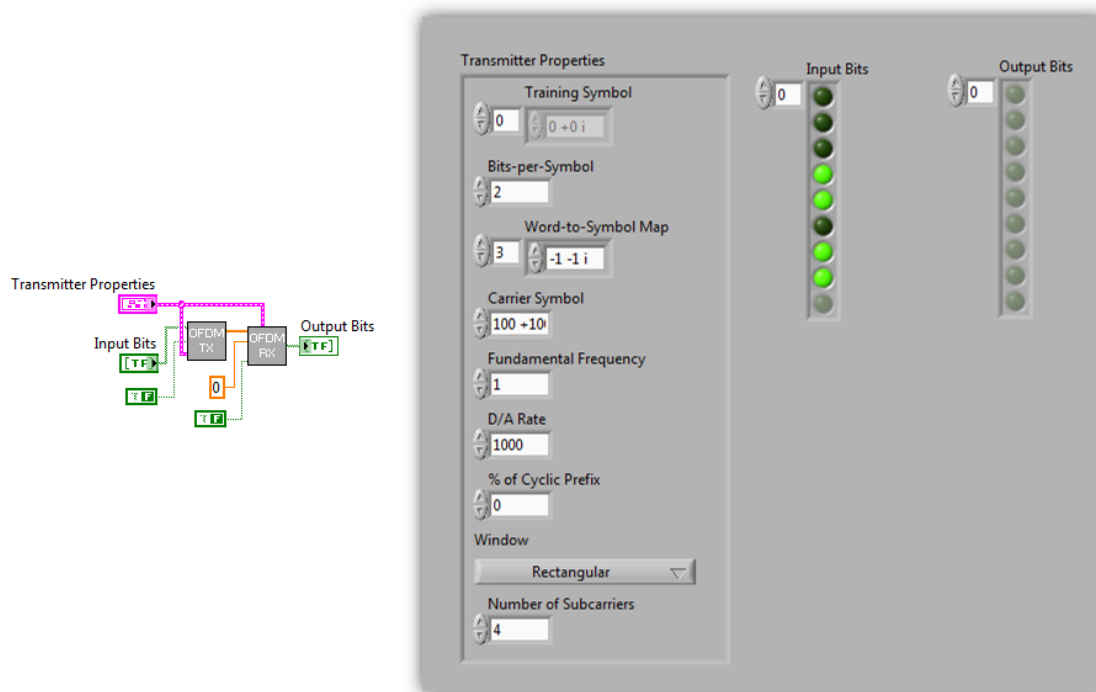 Transmitter Properties
Input Bits
[TF]
OFDM
TX
OFDM
RX
Output Bits
TF]
F
0
F
Transmitter Properties
Training Symbol
0
0 +0 i
Bits-per-Symbol
2
Word-to-Symbol Map
3
-1 -1 i
Carrier Symbol
100 +10
Fundamental Frequency
1
D/A Rate
1000
% of Cyclic Prefix
0
Window
Rectangular
Number of Subcarriers
4
Input Bits
0
Output Bits
0